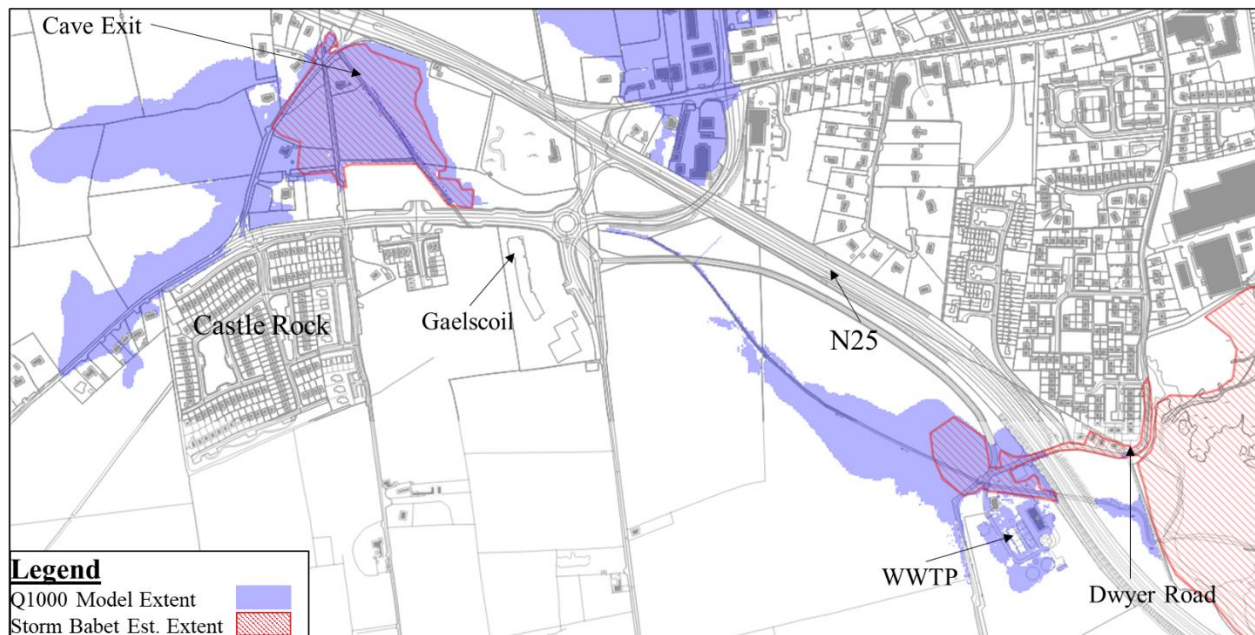 Cave Exit
Castle Rock
Gaelscoil
N25
WWTP
Dwyer Road
Legend
Q1000 Model Extent
Storm Babet Est. Extent